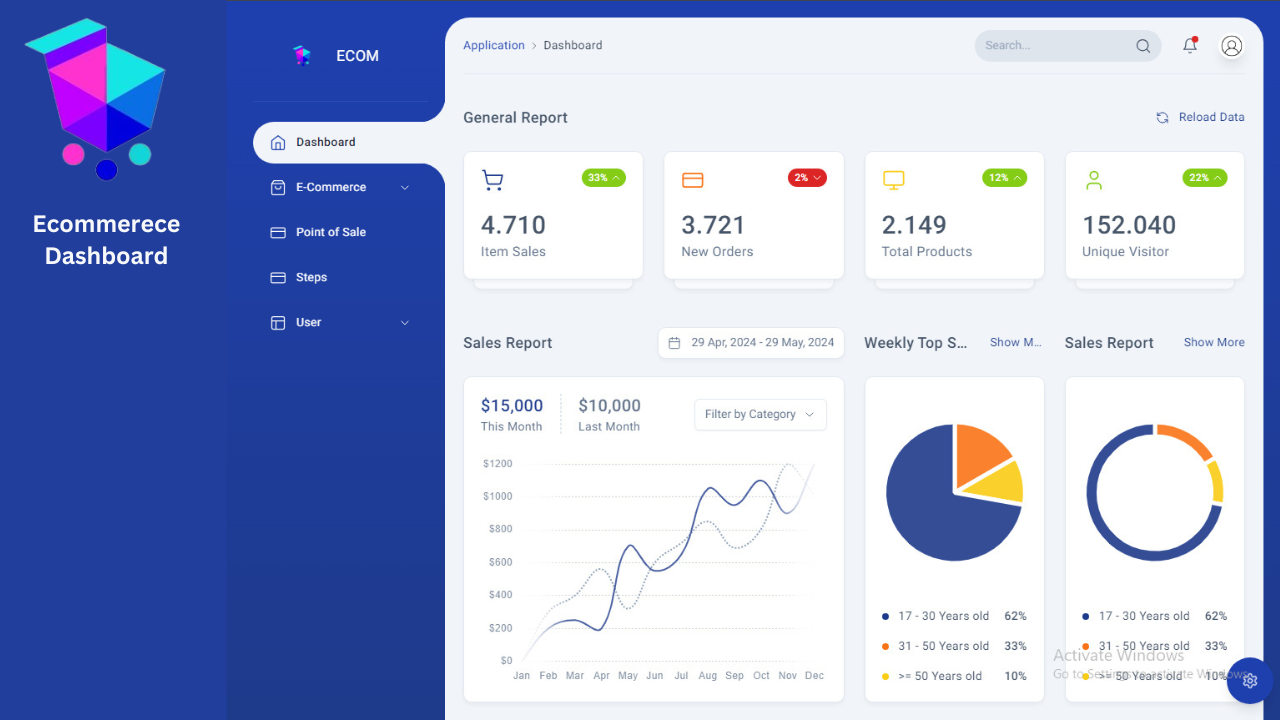 Ecommerece
Dashboard
ECOM
Dashboard
E-Commerce
Point of Sale
Steps
User
Application > Dashboard
Search...
General Report
Reload Data
33%
4.710
Item Sales
2%
3.721
New Orders
12%
2.149
Total Products
22%
152.040
Unique Visitor
Sales Report
29 Apr, 2024 - 29 May, 2024
$15,000
This Month
$10,000
Last Month
Filter by Category
$1200
$1000
$800
$600
$400
$200
$0
Jan Feb Mar Apr May Jun Jul Aug Sep Oct Nov Dec
Weekly Top S...
Show M...
17 - 30 Years old 62%
31 - 50 Years old 33%
>= 50 Years old 10%
Sales Report
Show More
17 - 30 Years old 62%
31 - 50 Years old 33%
>= 50 Years old 10%
Activate Windows
Go to Settings to activate Windows.